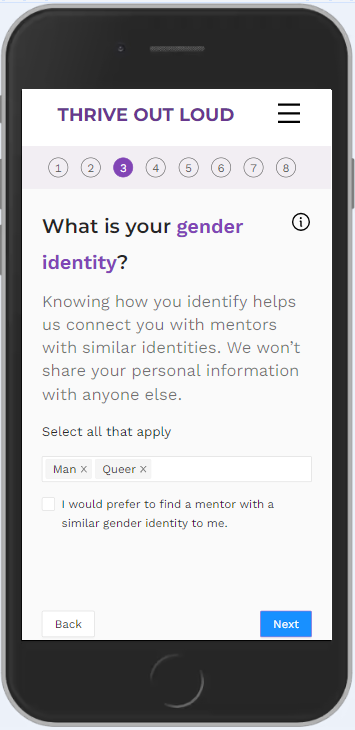 THRIVE OUT LOUD
1 2 3 4 5 6 7 8
What is your gender
identity?
i
Knowing how you identify helps
us connect you with mentors
with similar identities. We won't
share your personal information
with anyone else.
Select all that apply
Man X Queer X
I would prefer to find a mentor with a
similar gender identity to me.
Back Next